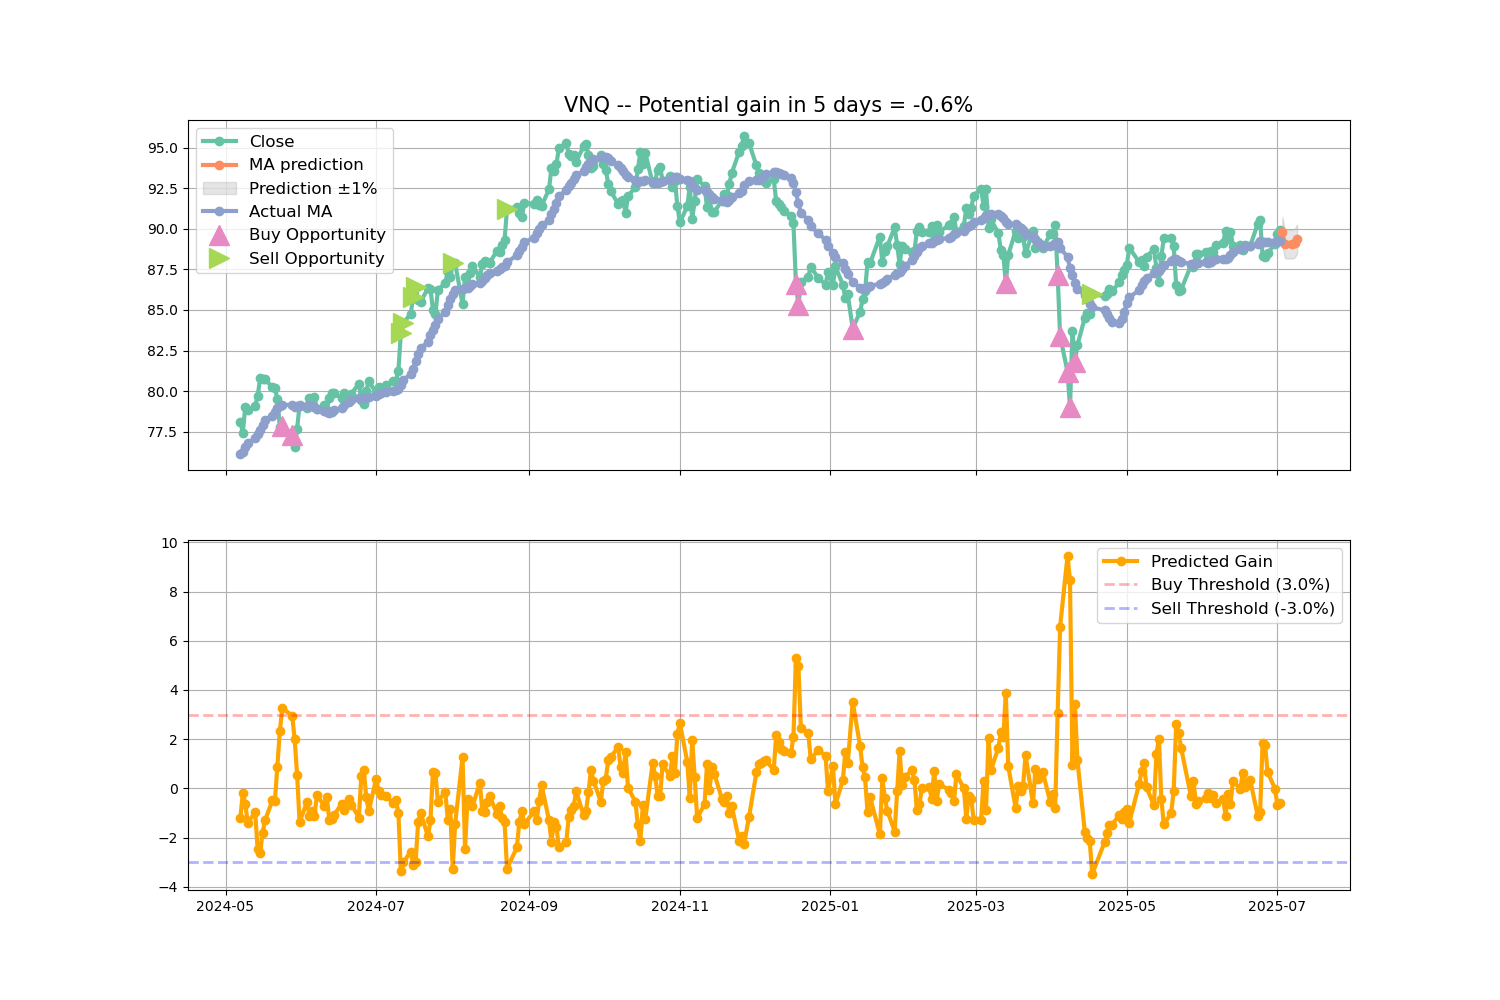 VNQ -- Potential gain in 5 days = -0.6%
95.0
92.5
90.0
87.5
85.0
82.5
80.0
77.5
Close
MA prediction
Prediction ±1%
Actual MA
Buy Opportunity
Sell Opportunity
10
8
6
4
2
0
−2
−4
Predicted Gain
Buy Threshold (3.0%)
Sell Threshold (-3.0%)
2024-05
2024-07
2024-09
2024-11
2025-01
2025-03
2025-05
2025-07